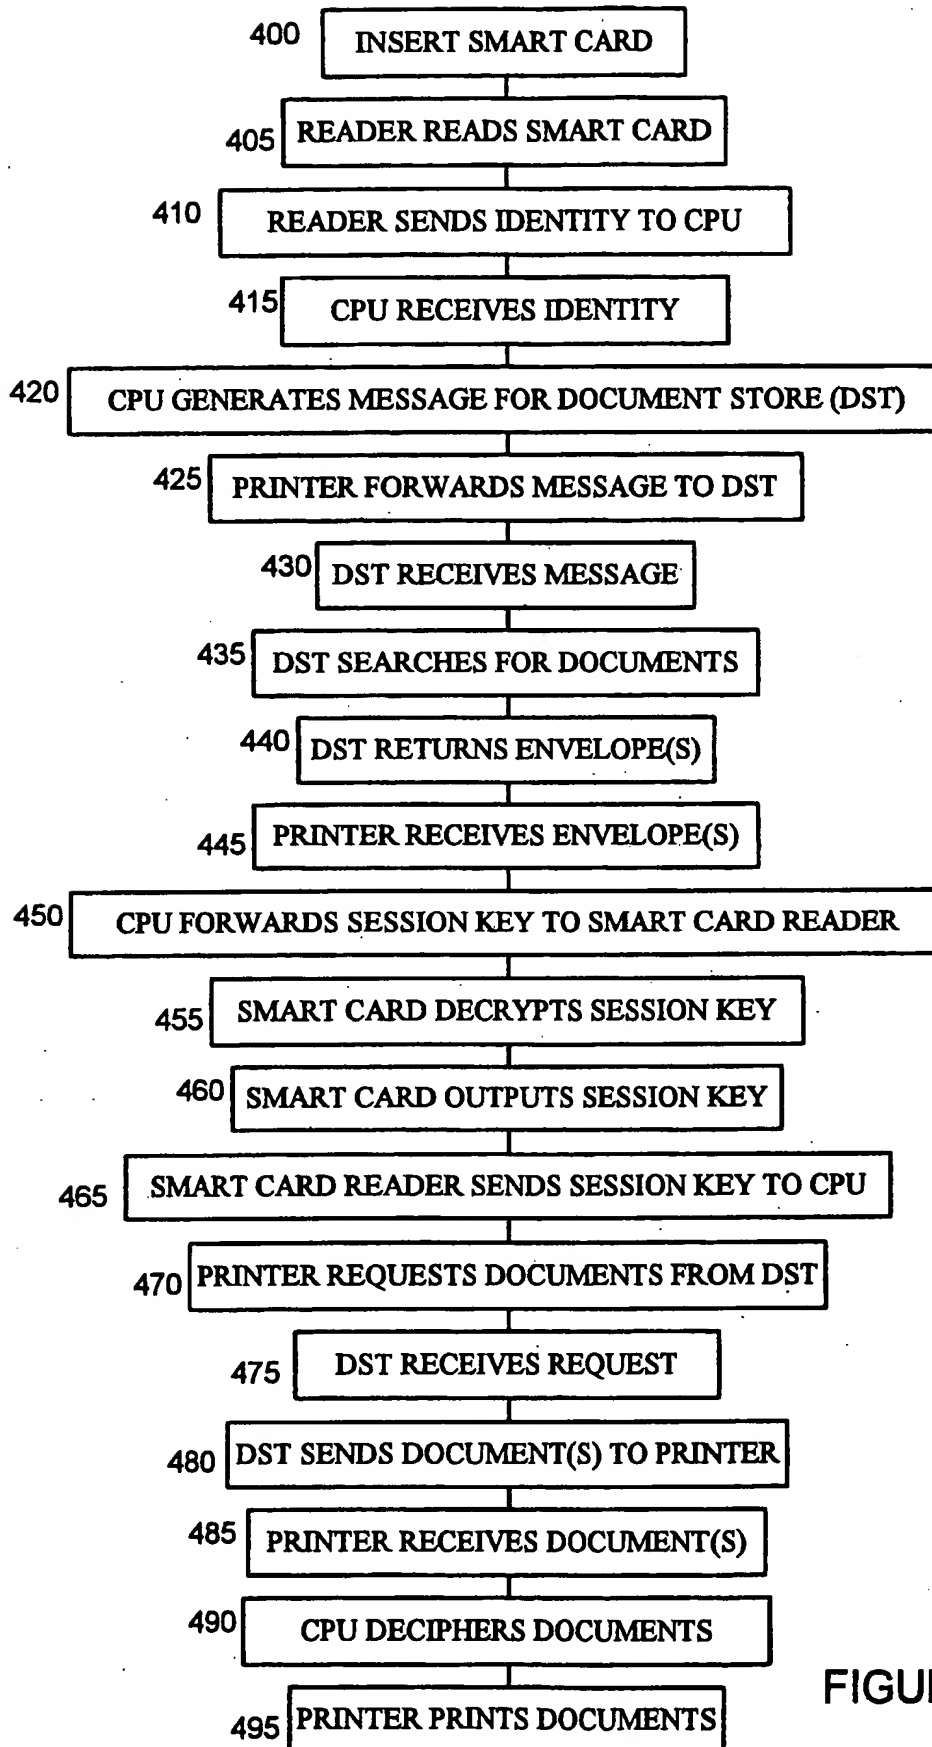 400 INSERT SMART CARD
405 READER READS SMART CARD
410 READER SENDS IDENTITY TO CPU
415 CPU RECEIVES IDENTITY
420 CPU GENERATES MESSAGE FOR DOCUMENT STORE (DST)
425 PRINTER FORWARDS MESSAGE TO DST
430 DST RECEIVES MESSAGE
435 DST SEARCHES FOR DOCUMENTS
440 DST RETURNS ENVELOPE(S)
445 PRINTER RECEIVES ENVELOPE(S)
450 CPU FORWARDS SESSION KEY TO SMART CARD READER
455 SMART CARD DECRYPTS SESSION KEY
460 SMART CARD OUTPUTS SESSION KEY
465 SMART CARD READER SENDS SESSION KEY TO CPU
470 PRINTER REQUESTS DOCUMENTS FROM DST
475 DST RECEIVES REQUEST
480 DST SENDS DOCUMENT(S) TO PRINTER
485 PRINTER RECEIVES DOCUMENT(S)
490 CPU DECIPHERS DOCUMENTS
495 PRINTER PRINTS DOCUMENTS